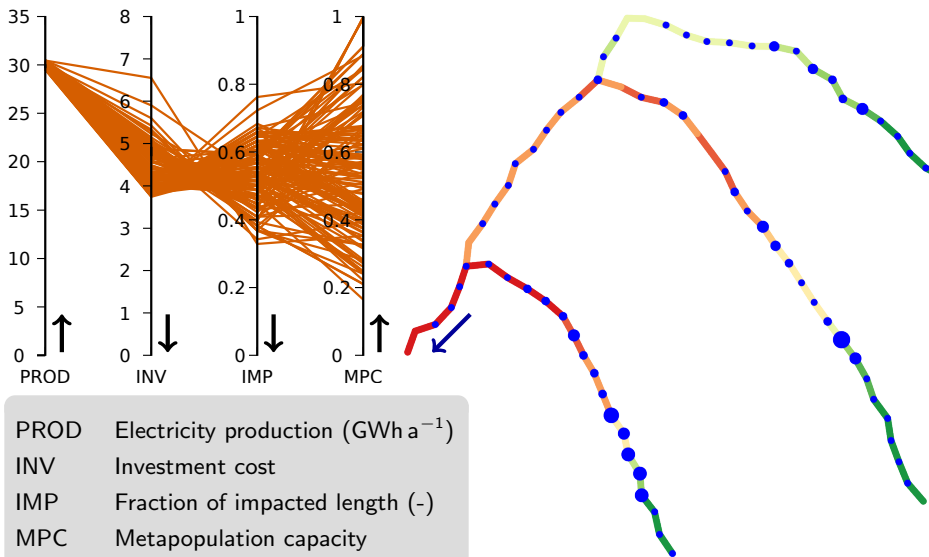 35 8 1 1
30 7 0.8 0.8
25 6
20 5 0.6 0.6
15 4 0.4 0.4
10 3
5 2 0.2 0.2
1
0 0 0 0
PROD INV IMP MPC
PROD Electricity production (GWh a⁻¹)
INV Investment cost
IMP Fraction of impacted length (-)
MPC Metapopulation capacity